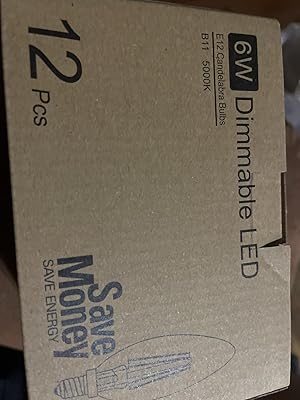 6W Dimmable LED
E12 Candelabra Bulbs
B11 5000K
12 Pcs
Save
Money
SAVE ENERGY